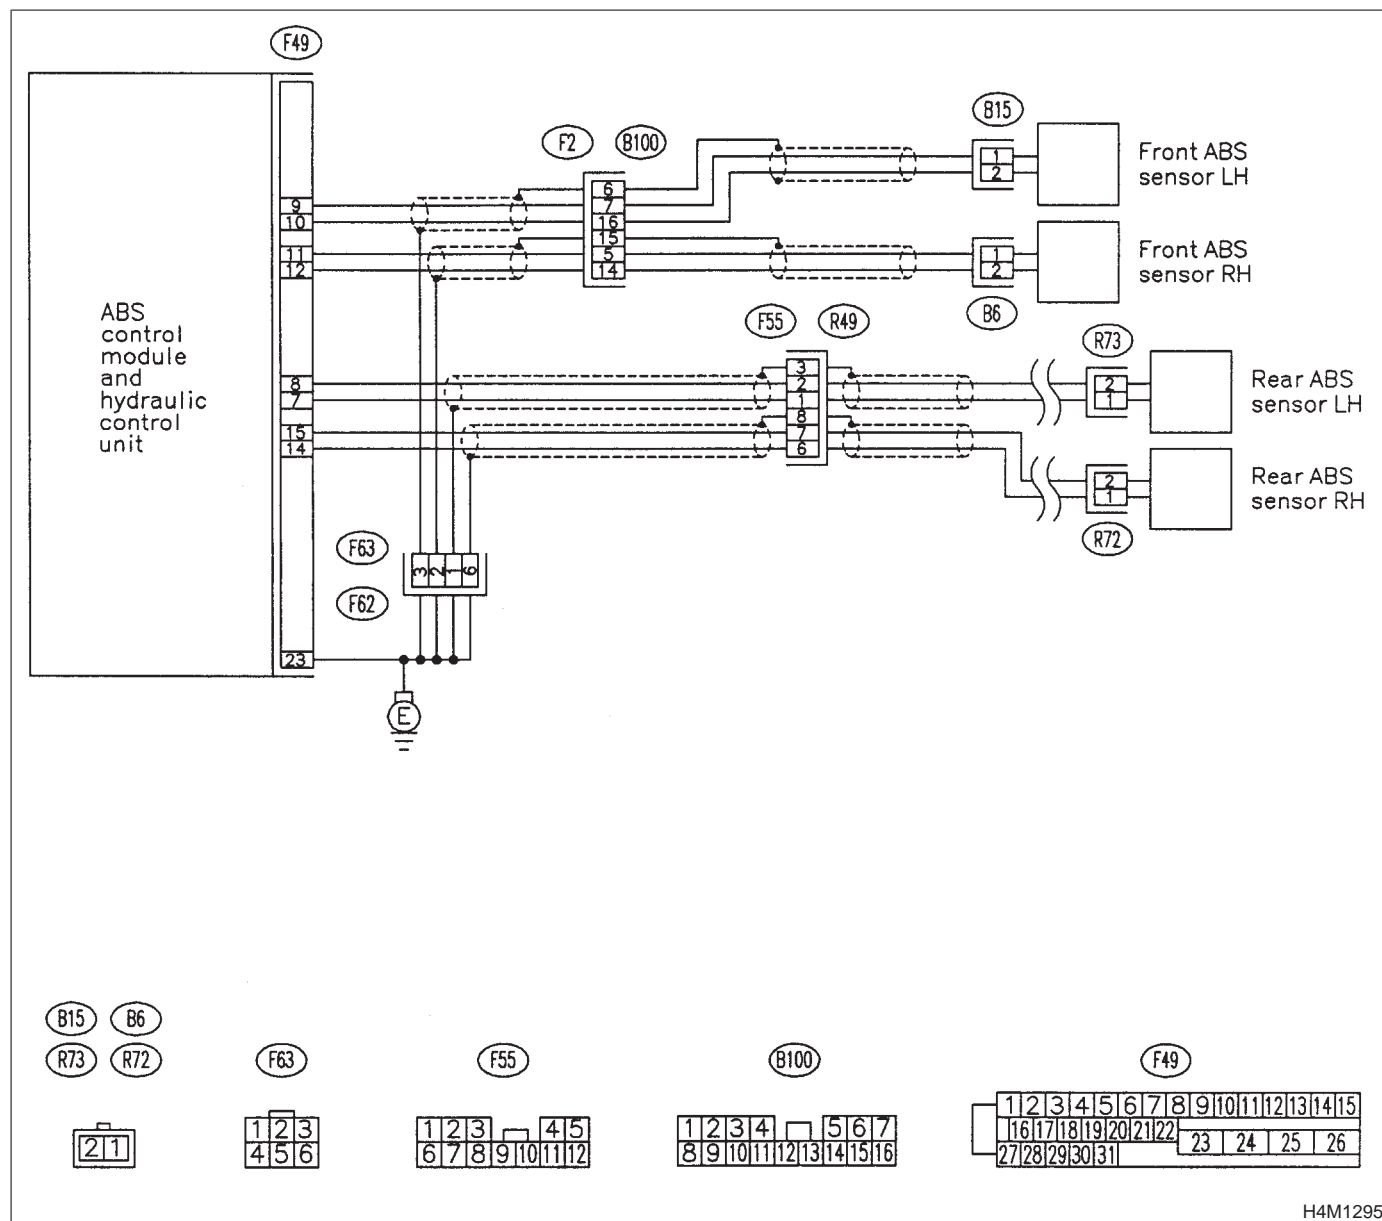 F49
B15
F2 B100
1
2
Front ABS
sensor LH
6
7
16
15
5
14
9
10
11
12
1
2
Front ABS
sensor RH
B6
F55 R49
R73
ABS
control
module
and
hydraulic
control
unit
8
7
15
14
3
2
1
8
7
6
2
1
Rear ABS
sensor LH
2
1
Rear ABS
sensor RH
R72
F63
3 2 1 6
F62
23
E
B15 B6
R73 R72 F63 F55 B100 F49
2 1
1 2 3
4 5 6
1 2 3 4 5
6 7 8 9 10 11 12
1 2 3 4 5 6 7
8 9 10 11 12 13 14 15 16
1 2 3 4 5 6 7 8 9 10 11 12 13 14 15
16 17 18 19 20 21 22 23 24 25 26
27 28 29 30 31
H4M1295